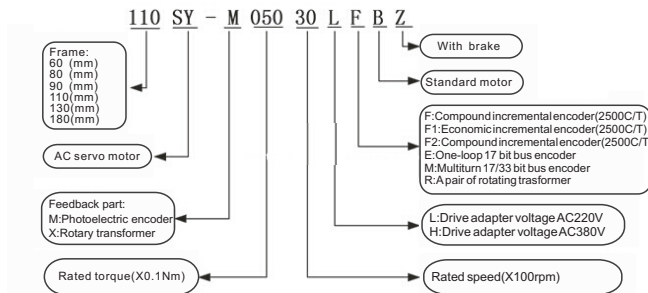 110 SY - M 050 30 L F B Z
Frame:
60 (mm)
80 (mm)
90 (mm)
110(mm)
130(mm)
180(mm)
AC servo motor
Feedback part:
M:Photoelectric encoder
X:Rotary transformer
Rated torque(X0.1Nm)
With brake
Standard motor
F:Compound incremental encoder(2500C/T)
F1:Economic incremental encoder(2500C/T)
F2:Compound incremental encoder(2500C/T)
E:One-loop 17 bit bus encoder
M:Multiturn 17/33 bit bus encoder
R:A pair of rotating trasformer
L:Drive adapter voltage AC220V
H:Drive adapter voltage AC380V
Rated speed(X100rpm)